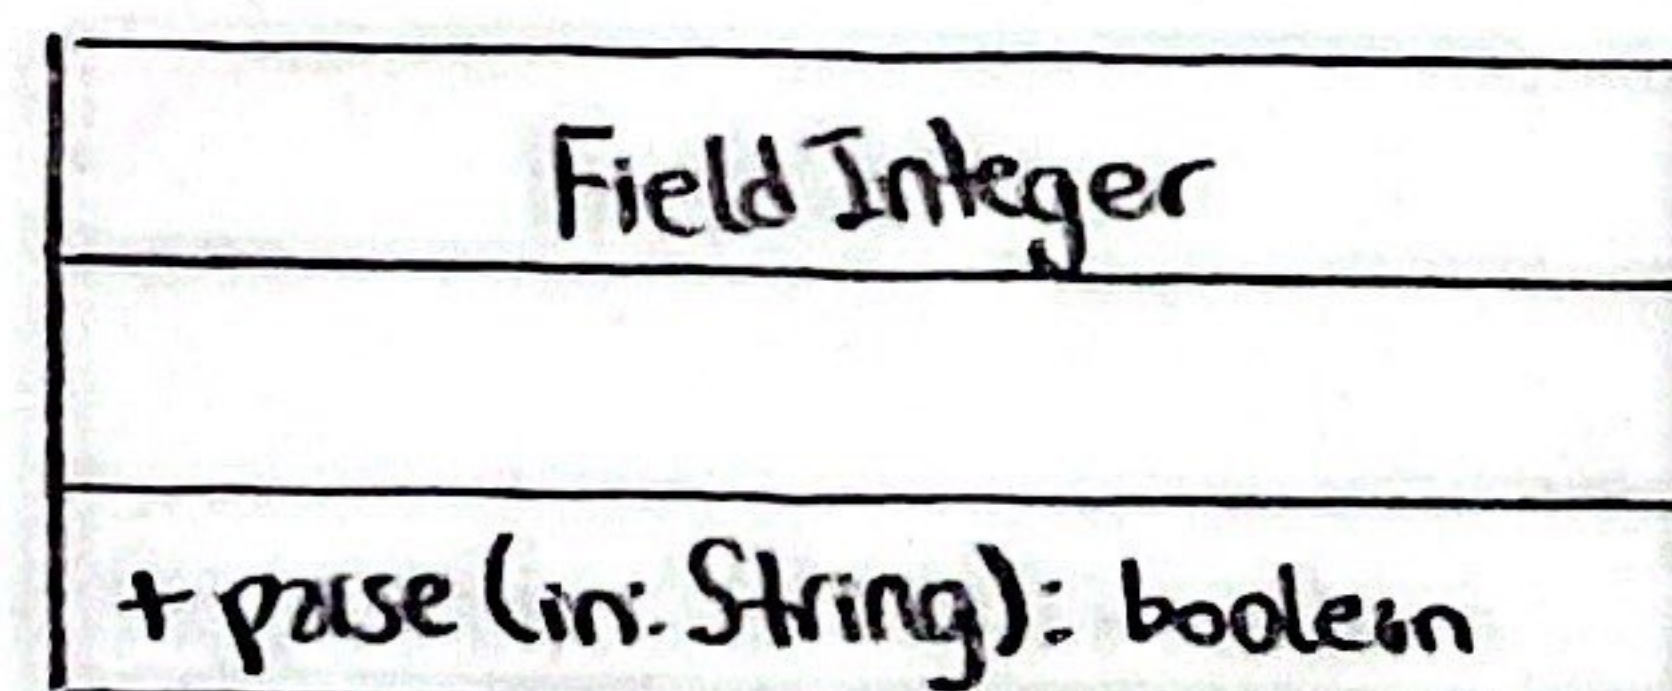 Field Integer
+ parse (in: String): boolean